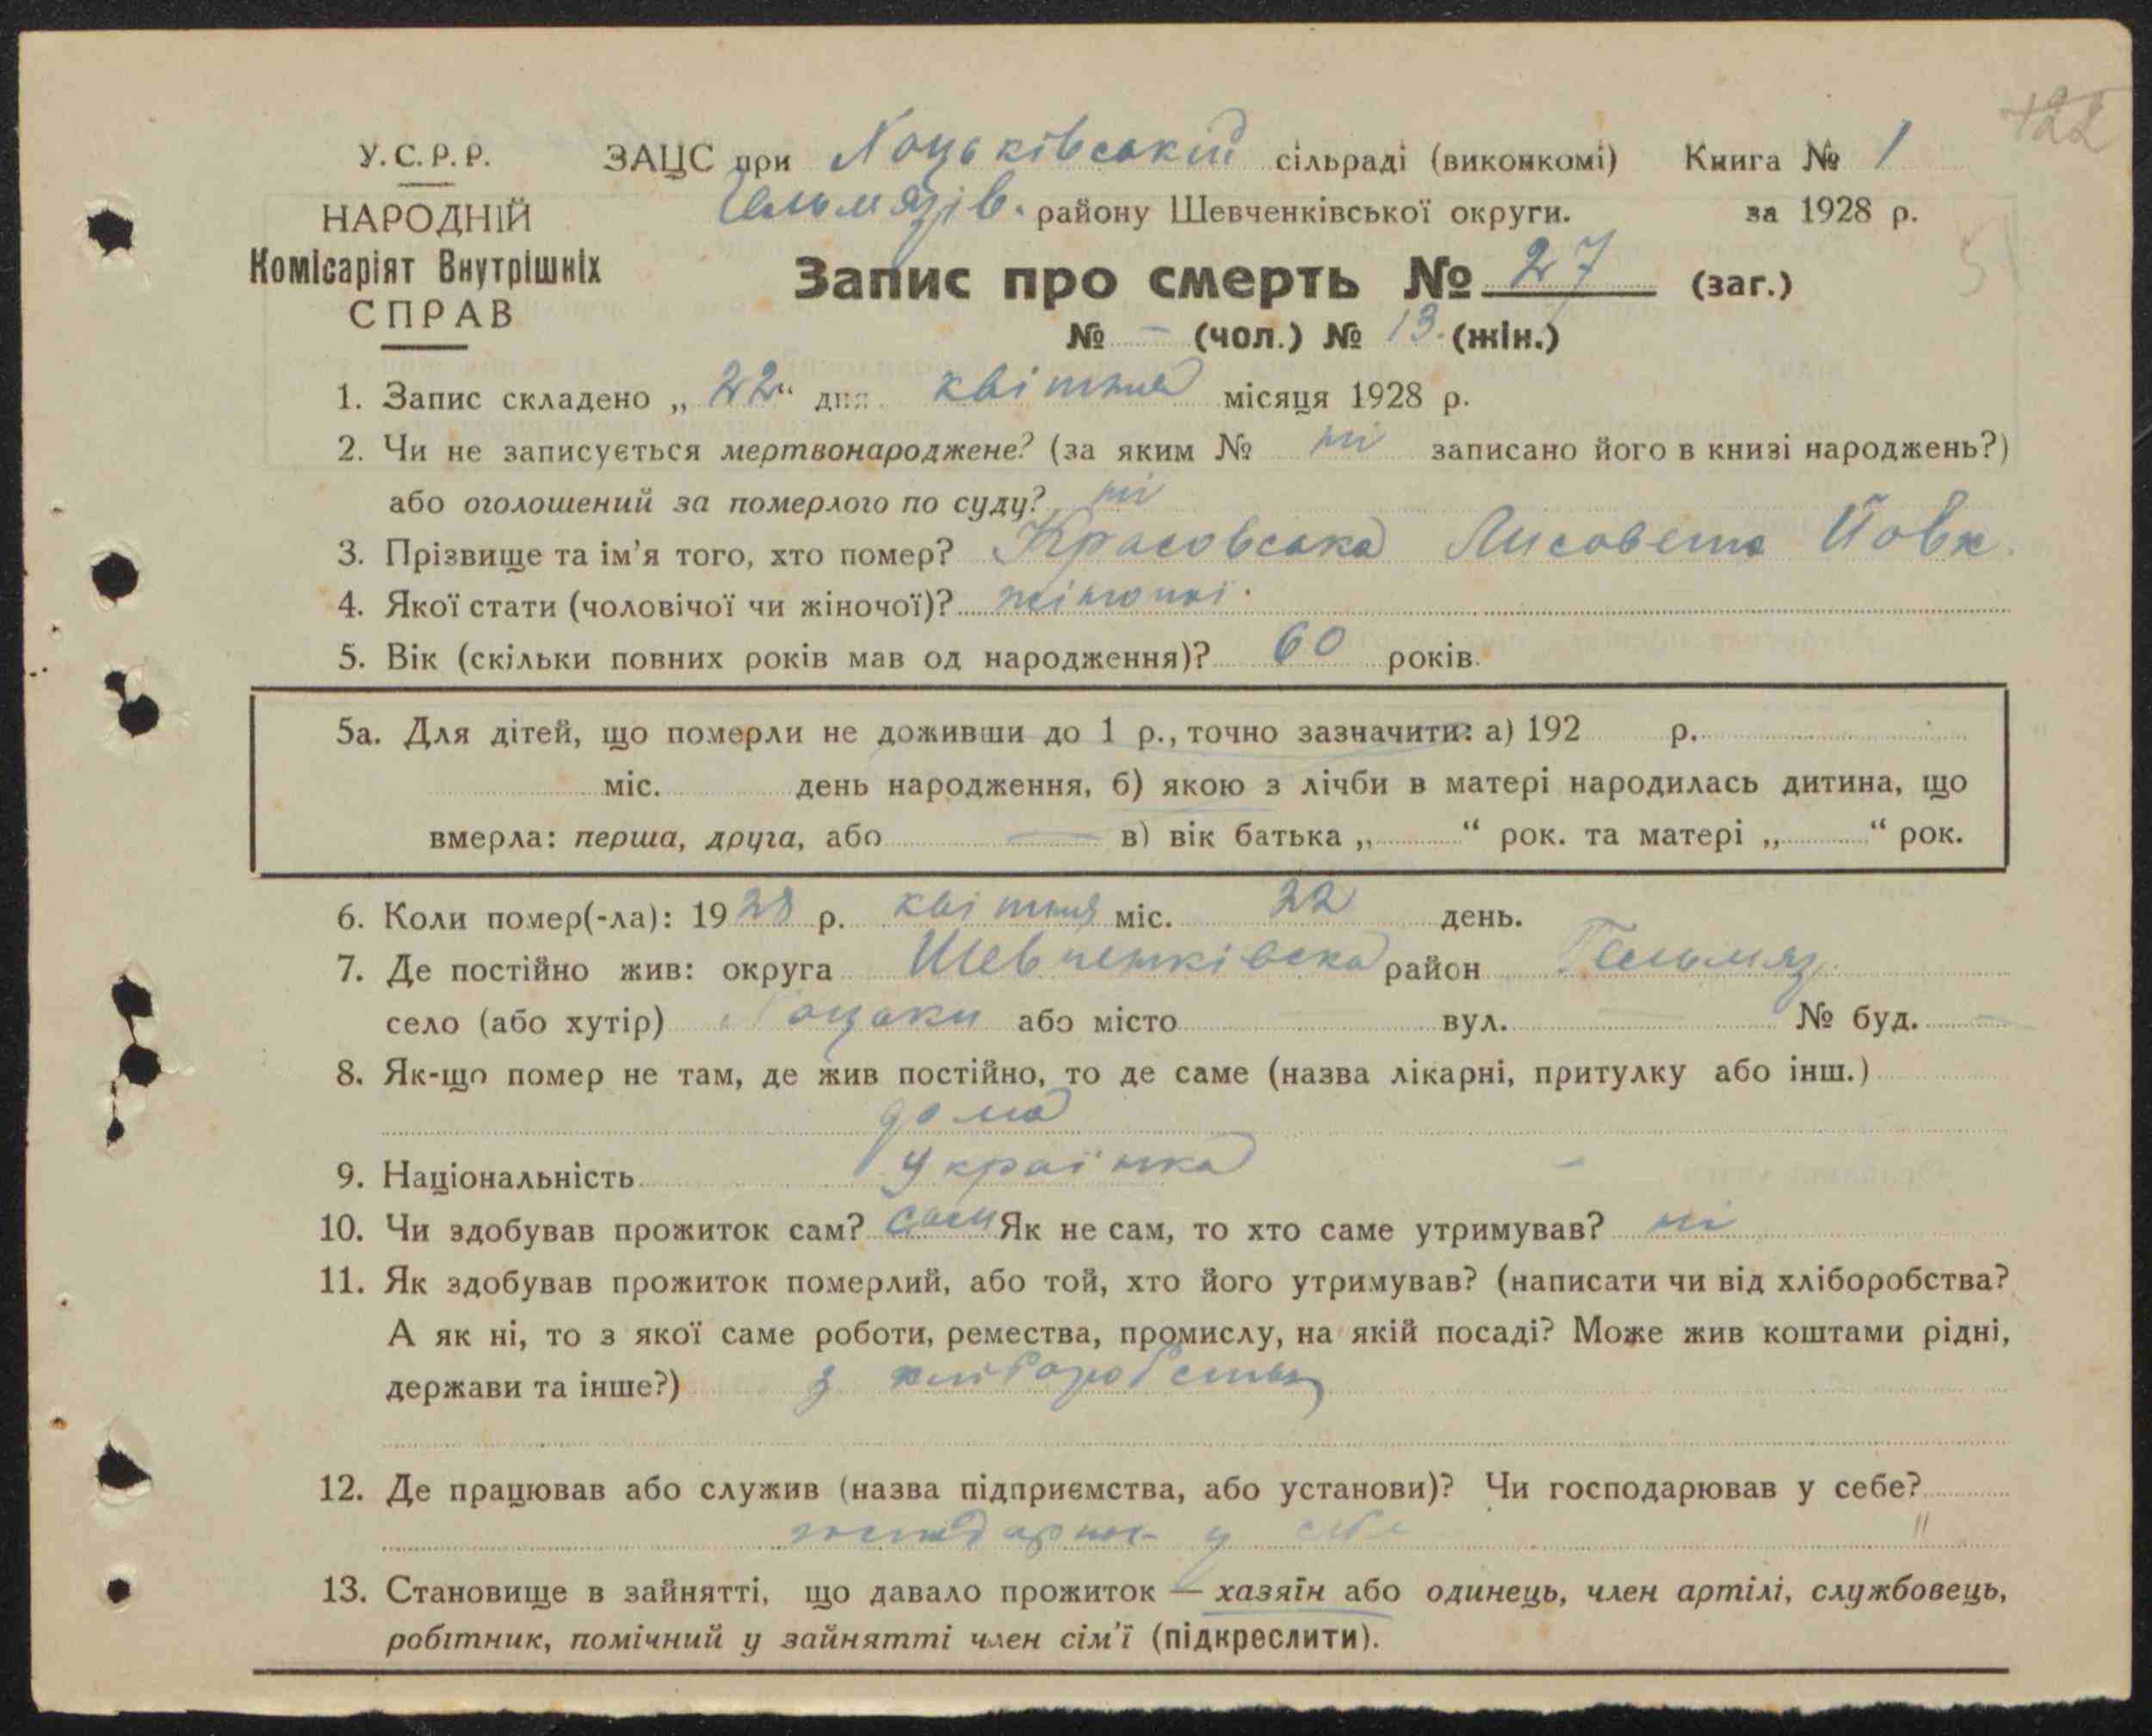 122
У.С.Р.Р.
НАРОДНІЙ
Комісаріят Внутрішніх
СПРАВ
ЗАЦС при Хоцьківській сільраді (виконкомі) Книга № 1
Гельмязів. району Шевченківської округи. за 1928 р.
Запис про смерть № 27 (заг.)
№ – (чол.) № 13. (жін.)
1. Запис складено „ 22 “ дня квітня місяця 1928 р.
2. Чи не записується мертвонароджене? (за яким № ні записано його в книзі народжень?)
або оголошений за померлого по суду? ні
3. Прізвище та ім’я того, хто помер? Красовська Лисовета Йовх.
4. Якої стати (чоловічої чи жіночої)? жіночої.
5. Вік (скільки повних років мав од народження)? 60 років.
5а. Для дітей, що померли не доживши до 1 р., точно зазначити: а) 192 р.
міс. день народження, б) якою з лічби в матері народилась дитина, що
вмерла: перша, друга, або — в) вік батька „ “ рок. та матері „ “ рок.
6. Коли помер(-ла): 1928 р. квітня міс. 22 день.
7. Де постійно жив: округа Шевченківська район Гельмяз.
село (або хутір) Хоцьки або місто — вул. — № буд. —
8. Як-що помер не там, де жив постійно, то де саме (назва лікарні, притулку або інш.)
дома
9. Національність українка
10. Чи здобував прожиток сам? сам Як не сам, то хто саме утримував? ні
11. Як здобував прожиток померлий, або той, хто його утримував? (написати чи від хліборобства?
А як ні, то з якої саме роботи, ремества, промислу, на якій посаді? Може жив коштами рідні,
держави та інше?) з хліборобства
12. Де працював або служив (назва підприємства, або установи)? Чи господарював у себе?
у себе
13. Становище в зайнятті, що давало прожиток — хазяїн або одинець, член артілі, службовець,
робітник, помічний у зайнятті член сім’ї (підкреслити).